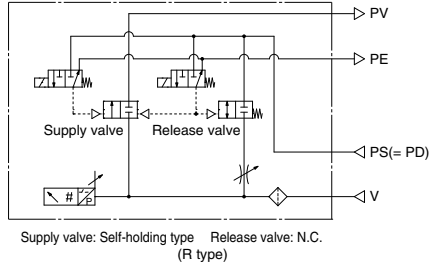 PV
PE
Supply valve Release valve
PS(= PD)
# P V
Supply valve: Self-holding type Release valve: N.C.
(R type)